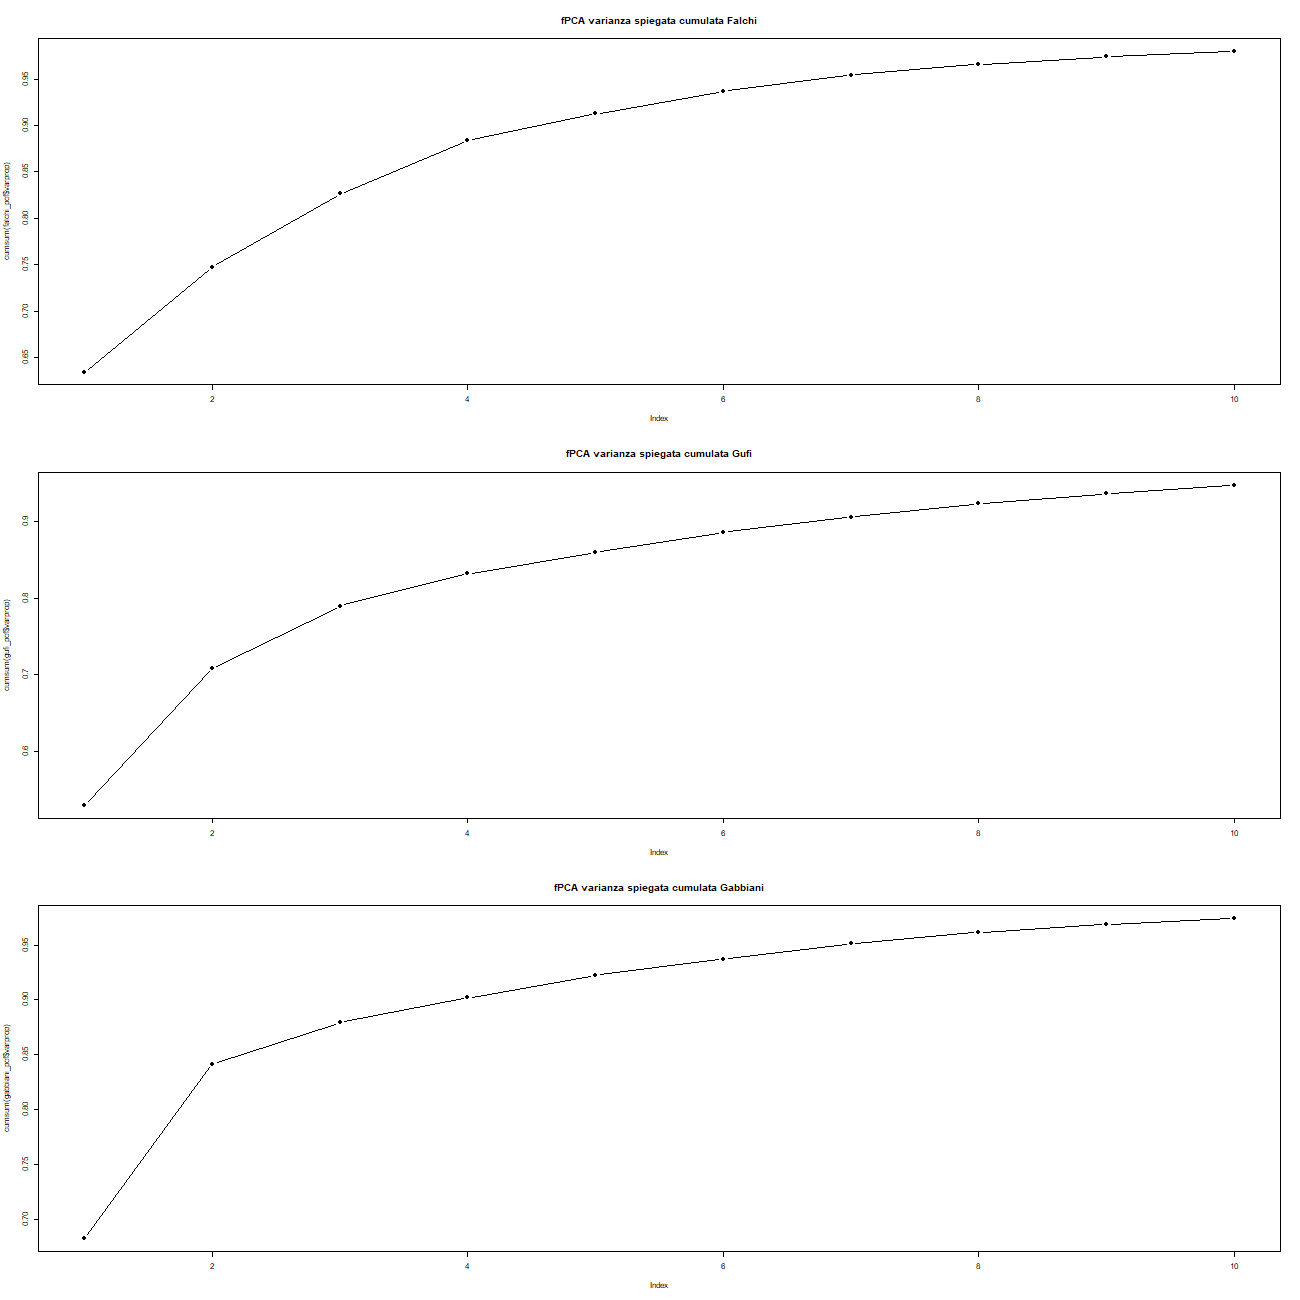 fPCA varianza spiegata cumulata Falchi
cumsum(falchi_pcf$varprop)
0.95
0.90
0.85
0.80
0.75
0.70
0.65
2 4 6 8 10
Index
fPCA varianza spiegata cumulata Gufi
cumsum(gufi_pcf$varprop)
0.9
0.8
0.7
0.6
2 4 6 8 10
Index
fPCA varianza spiegata cumulata Gabbiani
cumsum(gabbiani_pcf$varprop)
0.95
0.90
0.85
0.80
0.75
0.70
2 4 6 8 10
Index